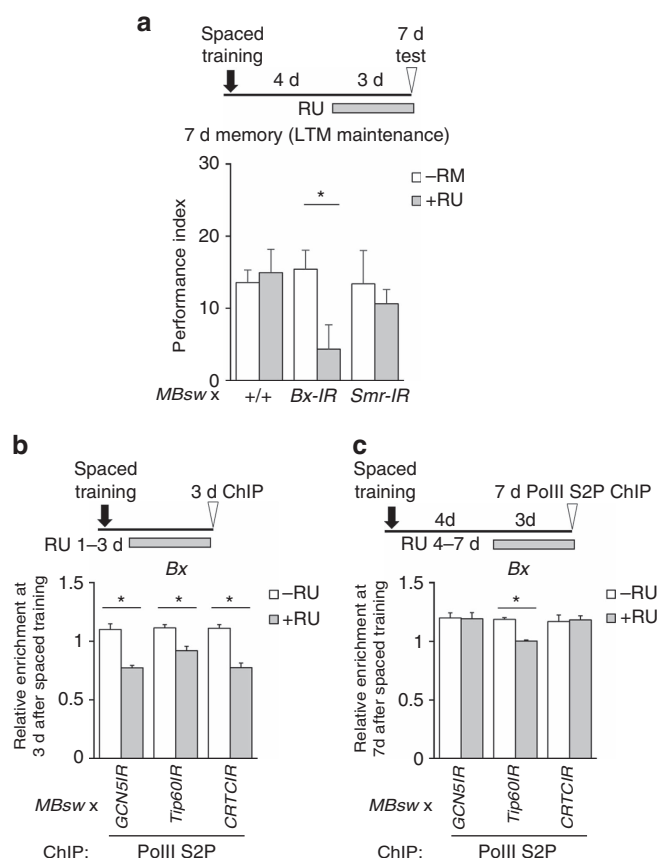 a
Spaced
training
7 d
test
4 d
3 d
RU
7 d memory (LTM maintenance)
30
20
10
0
Performance index
*
–RM
+RU
MBsw x
+/+
Bx-IR
Smr-IR
b
Spaced
training
3 d ChIP
RU 1–3 d
Bx
Relative enrichment at
3 d after spaced training
1.5
1
0.5
0
* * *
–RU
+RU
MBsw x
GCN5IR
Tip60IR
CRTCIR
ChIP:
PolII S2P
c
Spaced
training
7 d PolII S2P ChIP
4d
3d
RU 4–7 d
Bx
Relative enrichment at
7d after spaced training
1.5
1
0.5
0
*
–RU
+RU
MBsw x
GCN5IR
Tip60IR
CRTCIR
ChIP:
PolII S2P